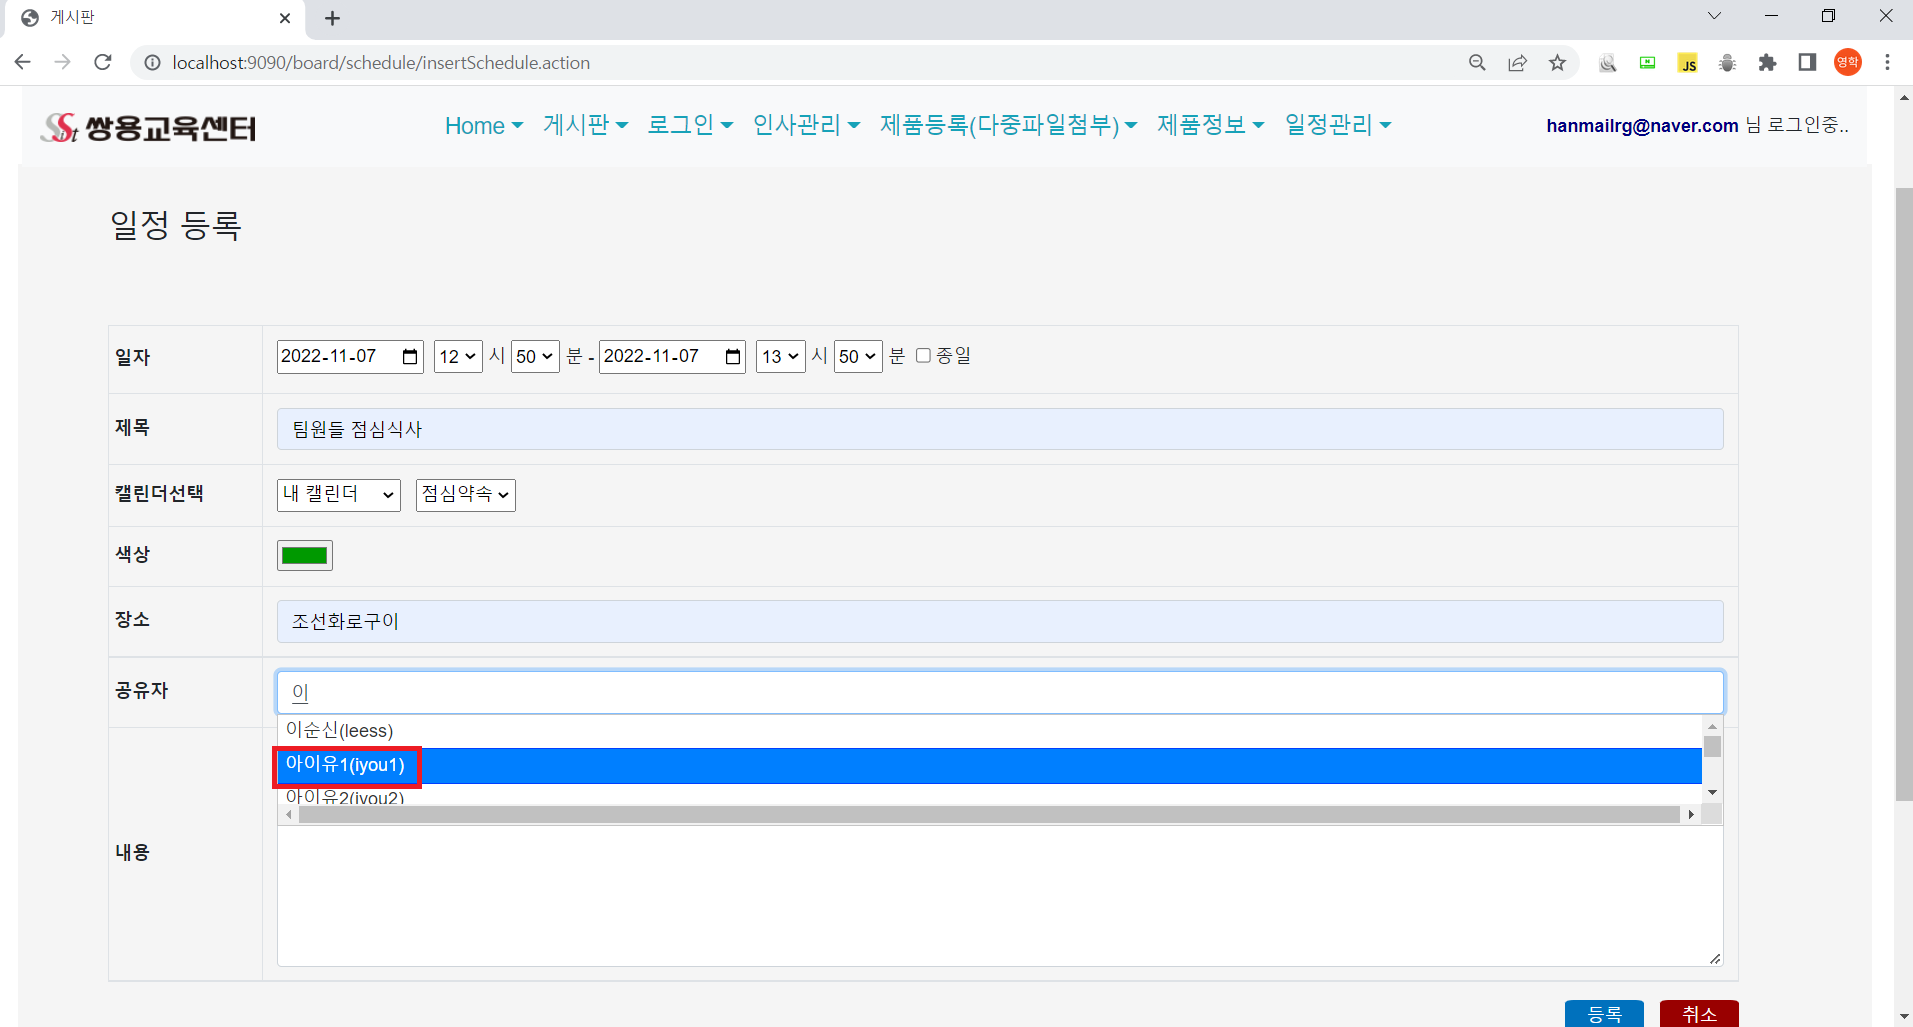 게시판
localhost:9090/board/schedule/insertSchedule.action
JS
영학
SSist 쌍용교육센터
Home 게시판 로그인 인사관리 제품등록(다중파일첨부) 제품정보 일정관리
hanmailrg@naver.com 님 로그인중..
일정 등록
일자 2022-11-07 12 시 50 분 - 2022-11-07 13 시 50 분 종일
제목 팀원들 점심식사
캘린더선택 내 캘린더 점심약속
색상
장소 조선화로구이
공유자 이
이순신(leess)
아이유1(iyou1)
아이유2(iyou2)
내용
등록 취소